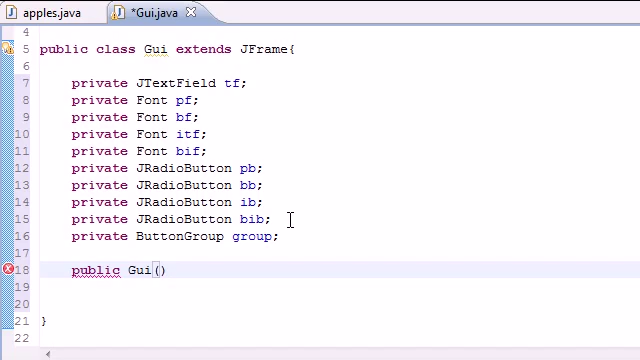 apples.java *Gui.java
4
5 public class Gui extends JFrame{
6
7 private JTextField tf;
8 private Font pf;
9 private Font bf;
10 private Font itf;
11 private Font bif;
12 private JRadioButton pb;
13 private JRadioButton bb;
14 private JRadioButton ib;
15 private JRadioButton bib;
16 private ButtonGroup group;
17
18 public Gui()
19
20
21 }
22